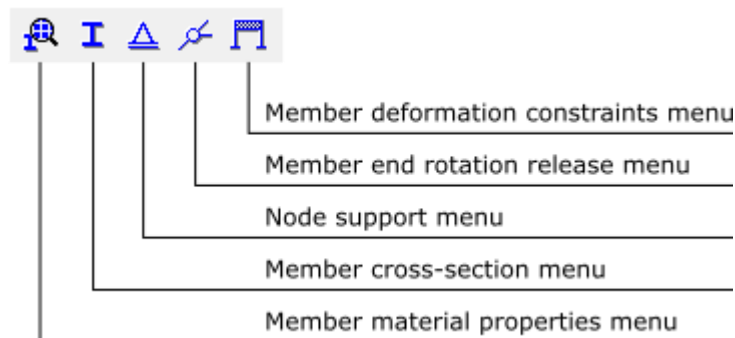 Member deformation constraints menu
Member end rotation release menu
Node support menu
Member cross-section menu
Member material properties menu